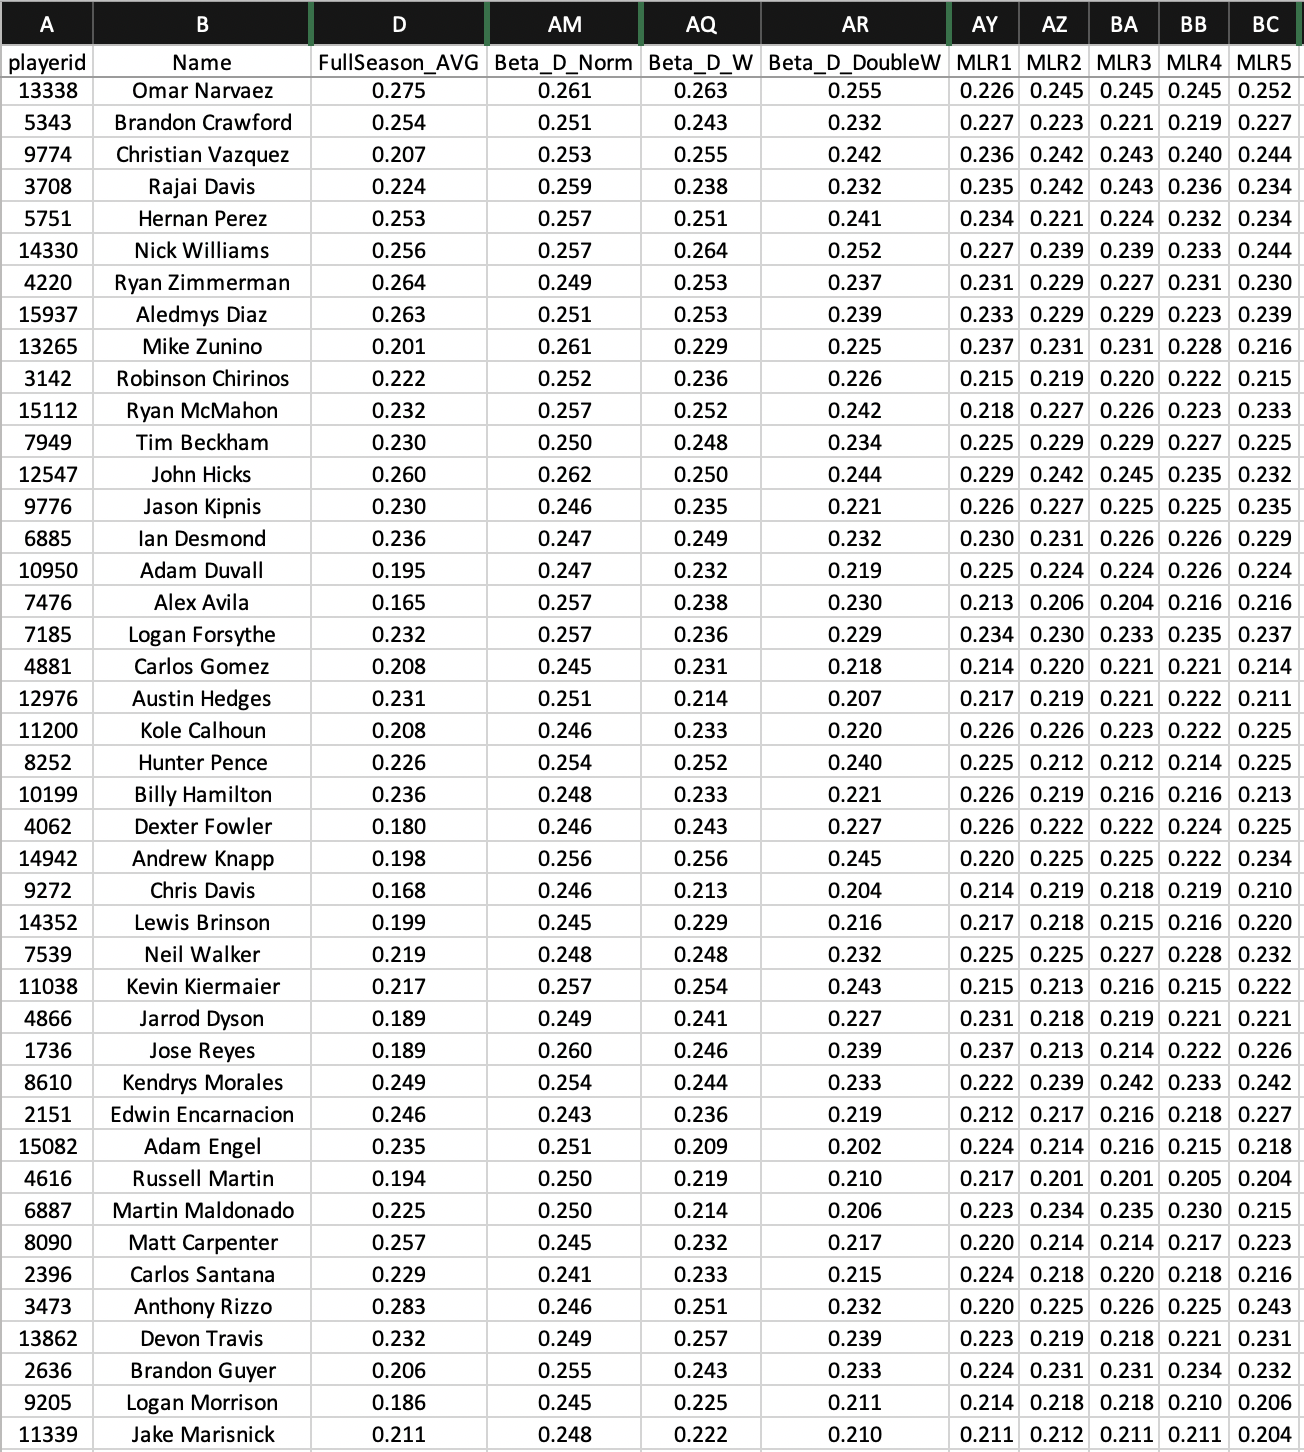 A B D AM AQ AR AY AZ BA BB BC
playerid Name FullSeason_AVG Beta_D_Norm Beta_D_W Beta_D_DoubleW MLR1 MLR2 MLR3 MLR4 MLR5
13338 Omar Narvaez 0.275 0.261 0.263 0.255 0.226 0.245 0.245 0.245 0.252
5343 Brandon Crawford 0.254 0.251 0.243 0.232 0.227 0.223 0.221 0.219 0.227
9774 Christian Vazquez 0.207 0.253 0.255 0.242 0.236 0.242 0.243 0.240 0.244
3708 Rajai Davis 0.224 0.259 0.238 0.232 0.235 0.242 0.243 0.236 0.234
5751 Hernan Perez 0.253 0.257 0.251 0.241 0.234 0.221 0.224 0.232 0.234
14330 Nick Williams 0.256 0.257 0.264 0.252 0.227 0.239 0.239 0.233 0.244
4220 Ryan Zimmerman 0.264 0.249 0.253 0.237 0.231 0.229 0.227 0.231 0.230
15937 Aledmys Diaz 0.263 0.251 0.253 0.239 0.233 0.229 0.229 0.223 0.239
13265 Mike Zunino 0.201 0.261 0.229 0.225 0.237 0.231 0.231 0.228 0.216
3142 Robinson Chirinos 0.222 0.252 0.236 0.226 0.215 0.219 0.220 0.222 0.215
15112 Ryan McMahon 0.232 0.257 0.252 0.242 0.218 0.227 0.226 0.223 0.233
7949 Tim Beckham 0.230 0.250 0.248 0.234 0.225 0.229 0.229 0.227 0.225
12547 John Hicks 0.260 0.262 0.250 0.244 0.229 0.242 0.245 0.235 0.232
9776 Jason Kipnis 0.230 0.246 0.235 0.221 0.226 0.227 0.225 0.225 0.235
6885 Ian Desmond 0.236 0.247 0.249 0.232 0.230 0.231 0.226 0.226 0.229
10950 Adam Duvall 0.195 0.247 0.232 0.219 0.225 0.224 0.224 0.226 0.224
7476 Alex Avila 0.165 0.257 0.238 0.230 0.213 0.206 0.204 0.216 0.216
7185 Logan Forsythe 0.232 0.257 0.236 0.229 0.234 0.230 0.233 0.235 0.237
4881 Carlos Gomez 0.208 0.245 0.231 0.218 0.214 0.220 0.221 0.221 0.214
12976 Austin Hedges 0.231 0.251 0.214 0.207 0.217 0.219 0.221 0.222 0.211
11200 Kole Calhoun 0.208 0.246 0.233 0.220 0.226 0.226 0.223 0.222 0.225
8252 Hunter Pence 0.226 0.254 0.252 0.240 0.225 0.212 0.212 0.214 0.225
10199 Billy Hamilton 0.236 0.248 0.233 0.221 0.226 0.219 0.216 0.216 0.213
4062 Dexter Fowler 0.180 0.246 0.243 0.227 0.226 0.222 0.222 0.224 0.225
14942 Andrew Knapp 0.198 0.256 0.256 0.245 0.220 0.225 0.225 0.222 0.234
9272 Chris Davis 0.168 0.246 0.213 0.204 0.214 0.219 0.218 0.219 0.210
14352 Lewis Brinson 0.199 0.245 0.229 0.216 0.217 0.218 0.215 0.216 0.220
7539 Neil Walker 0.219 0.248 0.248 0.232 0.225 0.225 0.227 0.228 0.232
11038 Kevin Kiermaier 0.217 0.257 0.254 0.243 0.215 0.213 0.216 0.215 0.222
4866 Jarrod Dyson 0.189 0.249 0.241 0.227 0.231 0.218 0.219 0.221 0.221
1736 Jose Reyes 0.189 0.260 0.246 0.239 0.237 0.213 0.214 0.222 0.226
8610 Kendrys Morales 0.249 0.254 0.244 0.233 0.222 0.239 0.242 0.233 0.242
2151 Edwin Encarnacion 0.246 0.243 0.236 0.219 0.212 0.217 0.216 0.218 0.227
15082 Adam Engel 0.235 0.251 0.209 0.202 0.224 0.214 0.216 0.215 0.218
4616 Russell Martin 0.194 0.250 0.219 0.210 0.217 0.201 0.201 0.205 0.204
6887 Martin Maldonado 0.225 0.250 0.214 0.206 0.223 0.234 0.235 0.230 0.215
8090 Matt Carpenter 0.257 0.245 0.232 0.217 0.220 0.214 0.214 0.217 0.223
2396 Carlos Santana 0.229 0.241 0.233 0.215 0.224 0.218 0.220 0.218 0.216
3473 Anthony Rizzo 0.283 0.246 0.251 0.232 0.220 0.225 0.226 0.225 0.243
13862 Devon Travis 0.232 0.249 0.257 0.239 0.223 0.219 0.218 0.221 0.231
2636 Brandon Guyer 0.206 0.255 0.243 0.233 0.224 0.231 0.231 0.234 0.232
9205 Logan Morrison 0.186 0.245 0.225 0.211 0.214 0.218 0.218 0.210 0.206
11339 Jake Marisnick 0.211 0.248 0.222 0.210 0.211 0.212 0.211 0.211 0.204